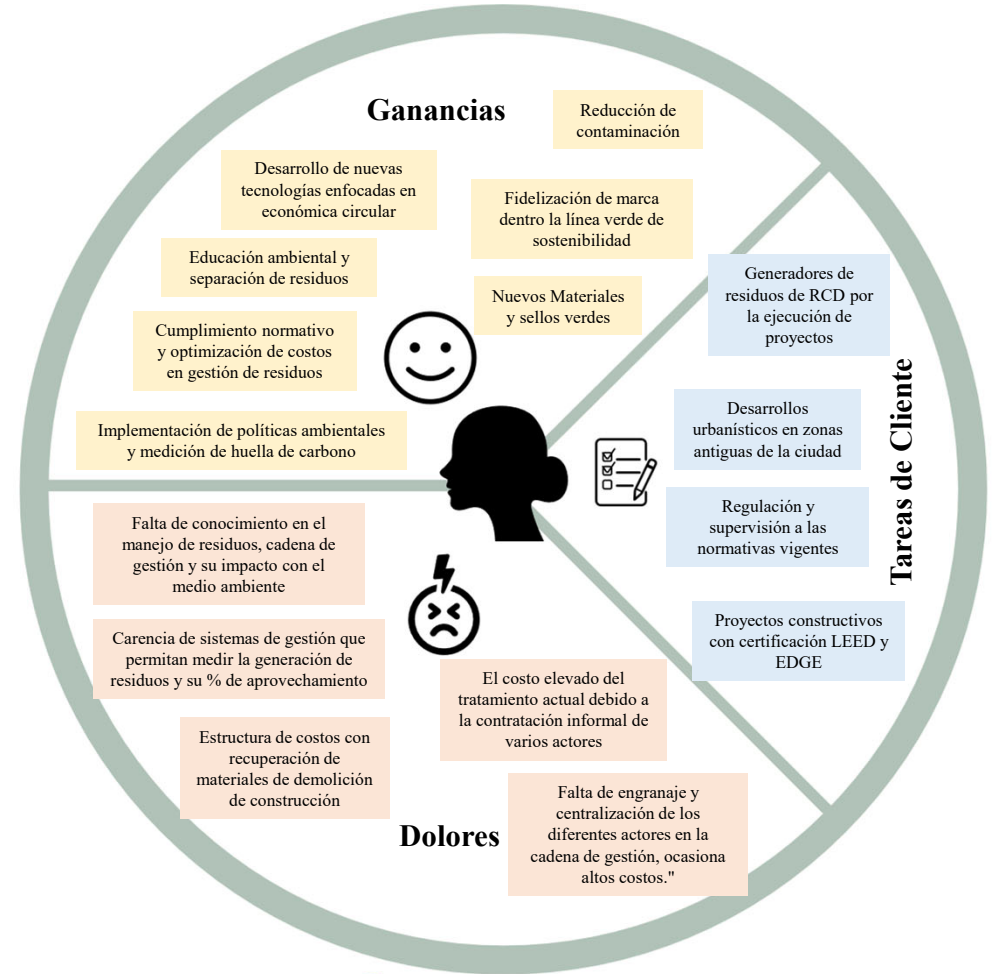 Ganancias
Reducción de
contaminación
Desarrollo de nuevas
tecnologías enfocadas en
económica circular
Fidelización de marca
dentro la línea verde de
sostenibilidad
Educación ambiental y
separación de residuos
Nuevos Materiales
y sellos verdes
Cumplimiento normativo
y optimización de costos
en gestión de residuos
Implementación de políticas ambientales
y medición de huella de carbono
Tareas de Cliente
Generadores de
residuos de RCD por
la ejecución de
proyectos
Desarrollos
urbanísticos en zonas
antiguas de la ciudad
Regulación y
supervisión a las
normativas vigentes
Proyectos constructivos
con certificación LEED y
EDGE
Falta de conocimiento en el
manejo de residuos, cadena de
gestión y su impacto con el
medio ambiente
Carencia de sistemas de gestión que
permitan medir la generación de
residuos y su % de aprovechamiento
El costo elevado del
tratamiento actual debido a
la contratación informal de
varios actores
Estructura de costos con
recuperación de
materiales de demolición
de construcción
Falta de engranaje y
centralización de los
diferentes actores en la
cadena de gestión, ocasiona
altos costos."
Dolores